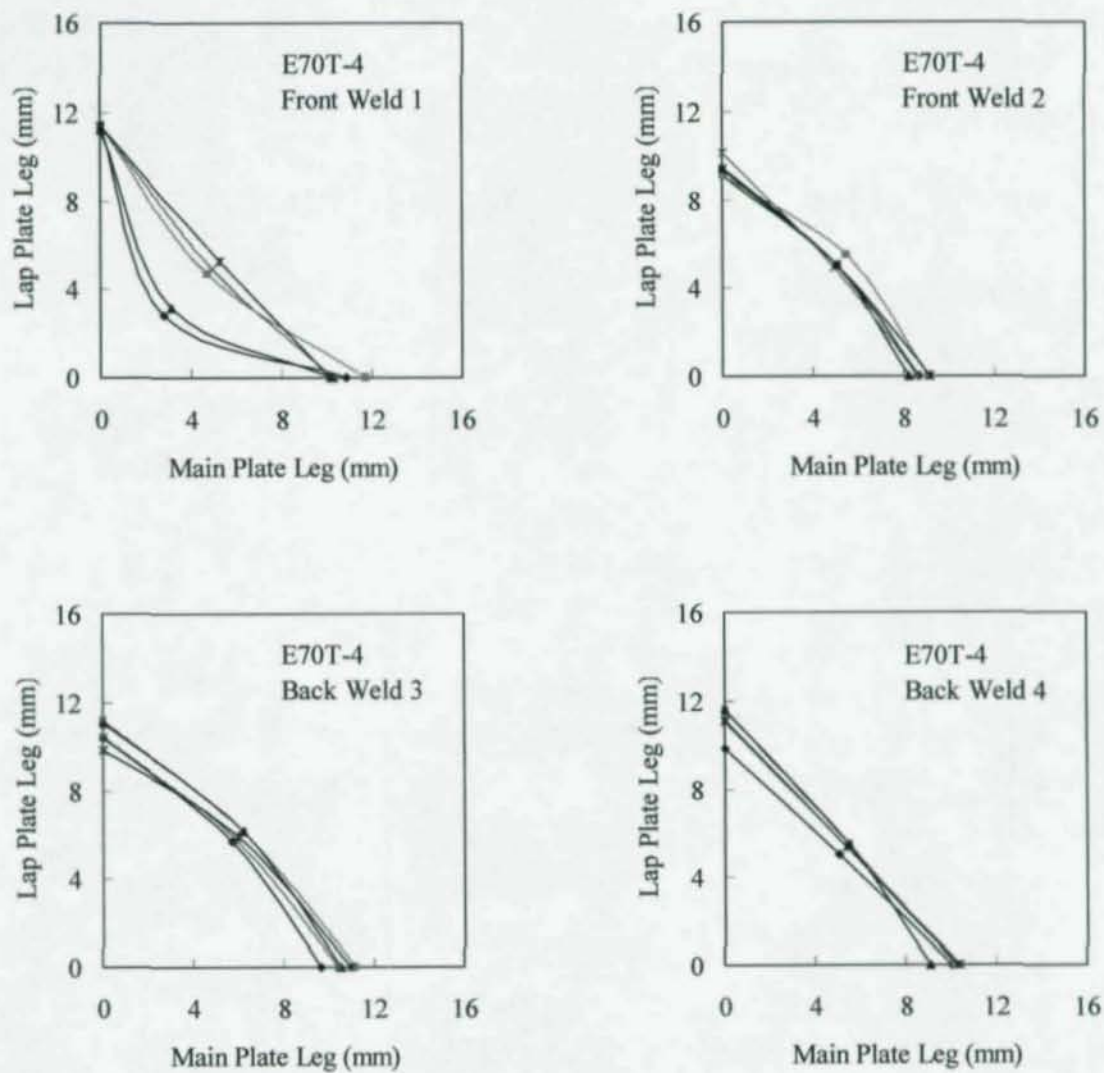 16
12
8
4
0
Lap Plate Leg (mm)
E70T-4
Front Weld 1
0 4 8 12 16
Main Plate Leg (mm)
16
12
8
4
0
Lap Plate Leg (mm)
E70T-4
Front Weld 2
0 4 8 12 16
Main Plate Leg (mm)
16
12
8
4
0
Lap Plate Leg (mm)
E70T-4
Back Weld 3
0 4 8 12 16
Main Plate Leg (mm)
16
12
8
4
0
Lap Plate Leg (mm)
E70T-4
Back Weld 4
0 4 8 12 16
Main Plate Leg (mm)